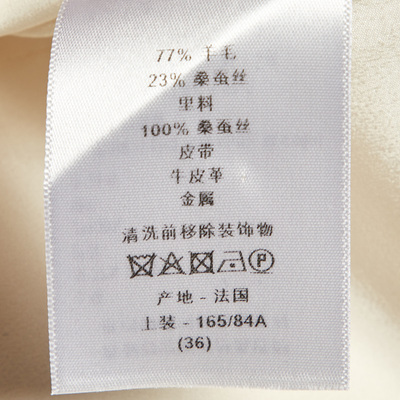 77% 羊毛
23% 桑蚕丝
里料
100% 桑蚕丝
皮带
牛皮革
金属
清洗前移除装饰物
P
产地 - 法国
上装 - 165/84A
(36)